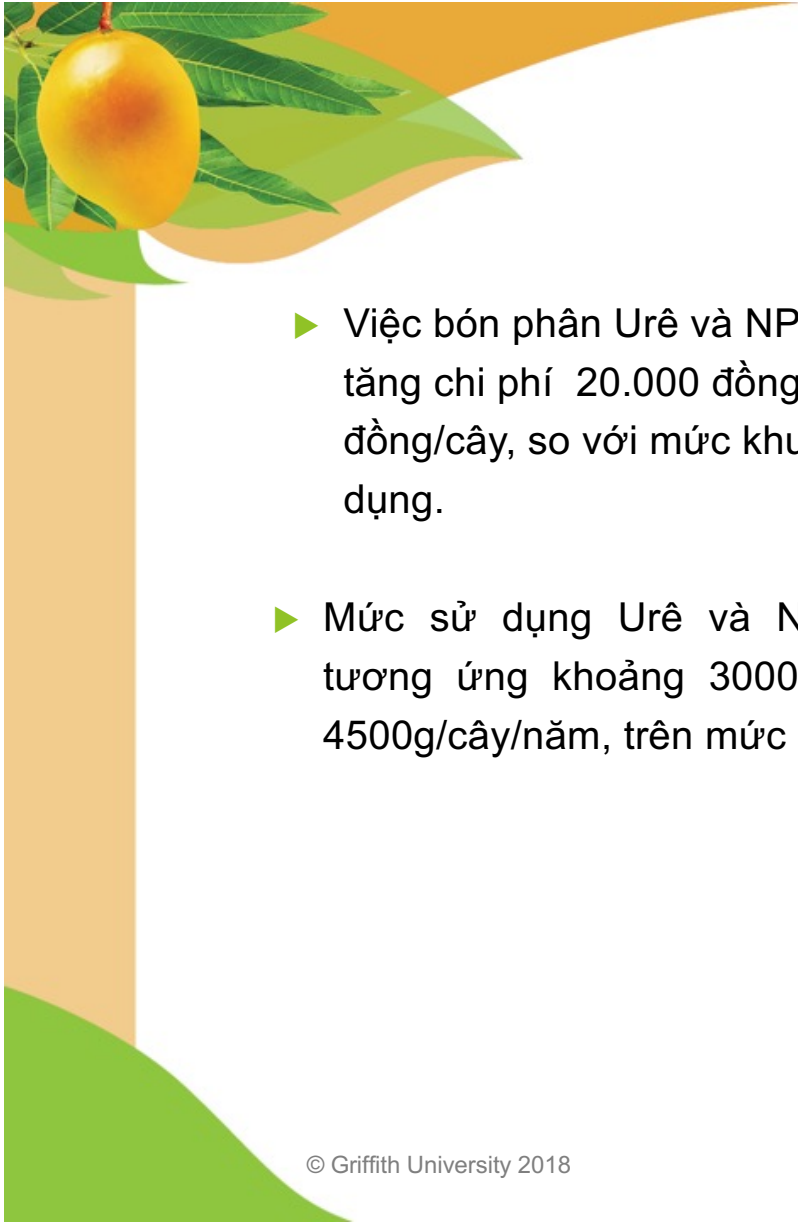 Việc bón phân Urê và NP
tăng chi phí 20.000 đồng
đồng/cây, so với mức khu
dụng.
Mức sử dụng Urê và N
tương ứng khoảng 3000
4500g/cây/năm, trên mức
© Griffith University 2018